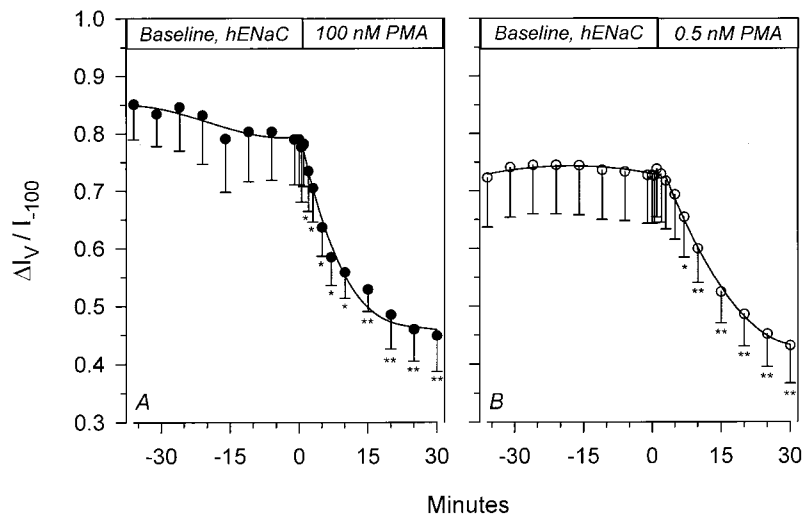 Baseline, hENaC 100 nM PMA
Baseline, hENaC 0.5 nM PMA
1.0
0.9
0.8
0.7
0.6
0.5
0.4
0.3
ΔI_V / I_-100
* * * * * ** ** ** **
* ** ** ** ** **
A
B
-30 -15 0 15 30
-30 -15 0 15 30
Minutes